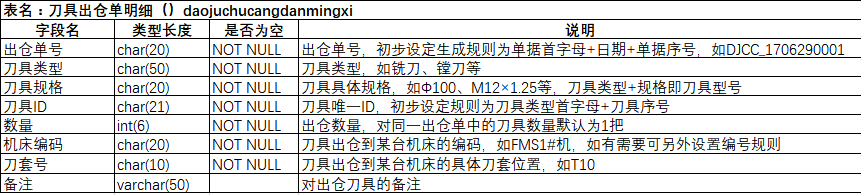 表名：刀具出仓单明细（）daojuchucangdanmingxi
字段名 类型长度 是否为空 说明
出仓单号 char(20) NOT NULL 出仓单号，初步设定生成规则为单据首字母+日期+单据序号，如DJCC_1706290001
刀具类型 char(50) NOT NULL 刀具类型，如铣刀、镗刀等
刀具规格 char(20) NOT NULL 刀具具体规格，如Φ100、M12×1.25等，刀具类型+规格即刀具型号
刀具ID char(21) NOT NULL 刀具唯一ID，初步设定规则为刀具类型首字母+刀具序号
数量 int(6) NOT NULL 出仓数量，对同一出仓单中的刀具数量默认为1把
机床编码 char(20) NOT NULL 刀具出仓到某台机床的编码，如FMS1#机，如有需要可另外设置编号规则
刀套号 char(10) NOT NULL 刀具出仓到某台机床的具体刀套位置，如T10
备注 varchar(50) 对出仓刀具的备注